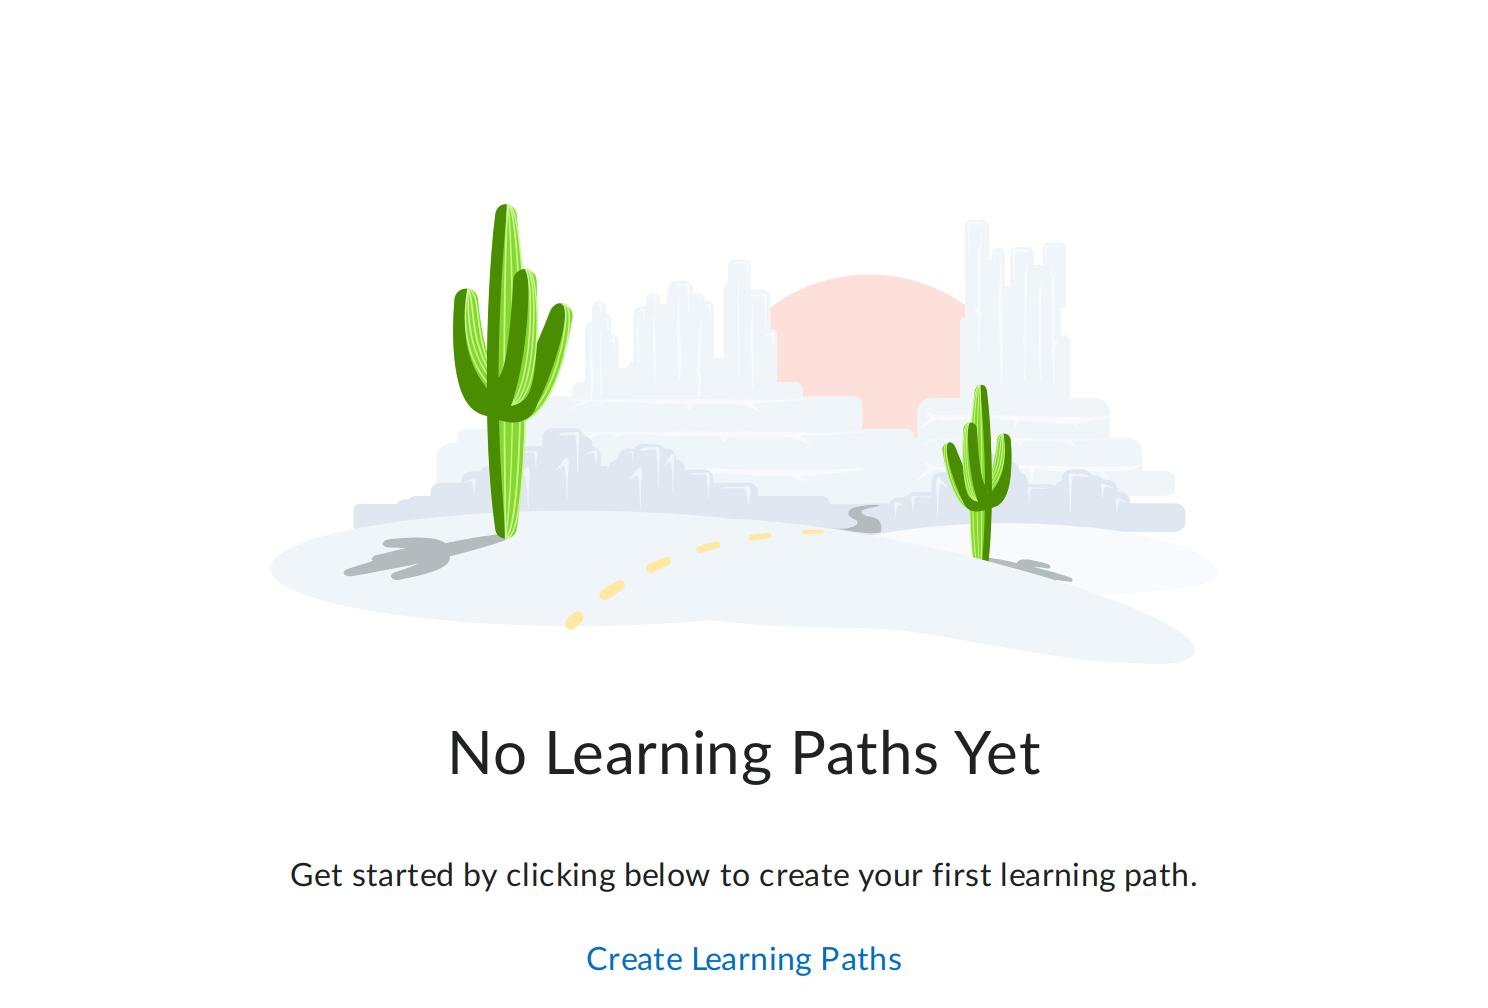 No Learning Paths Yet
Get started by clicking below to create your first learning path.
Create Learning Paths